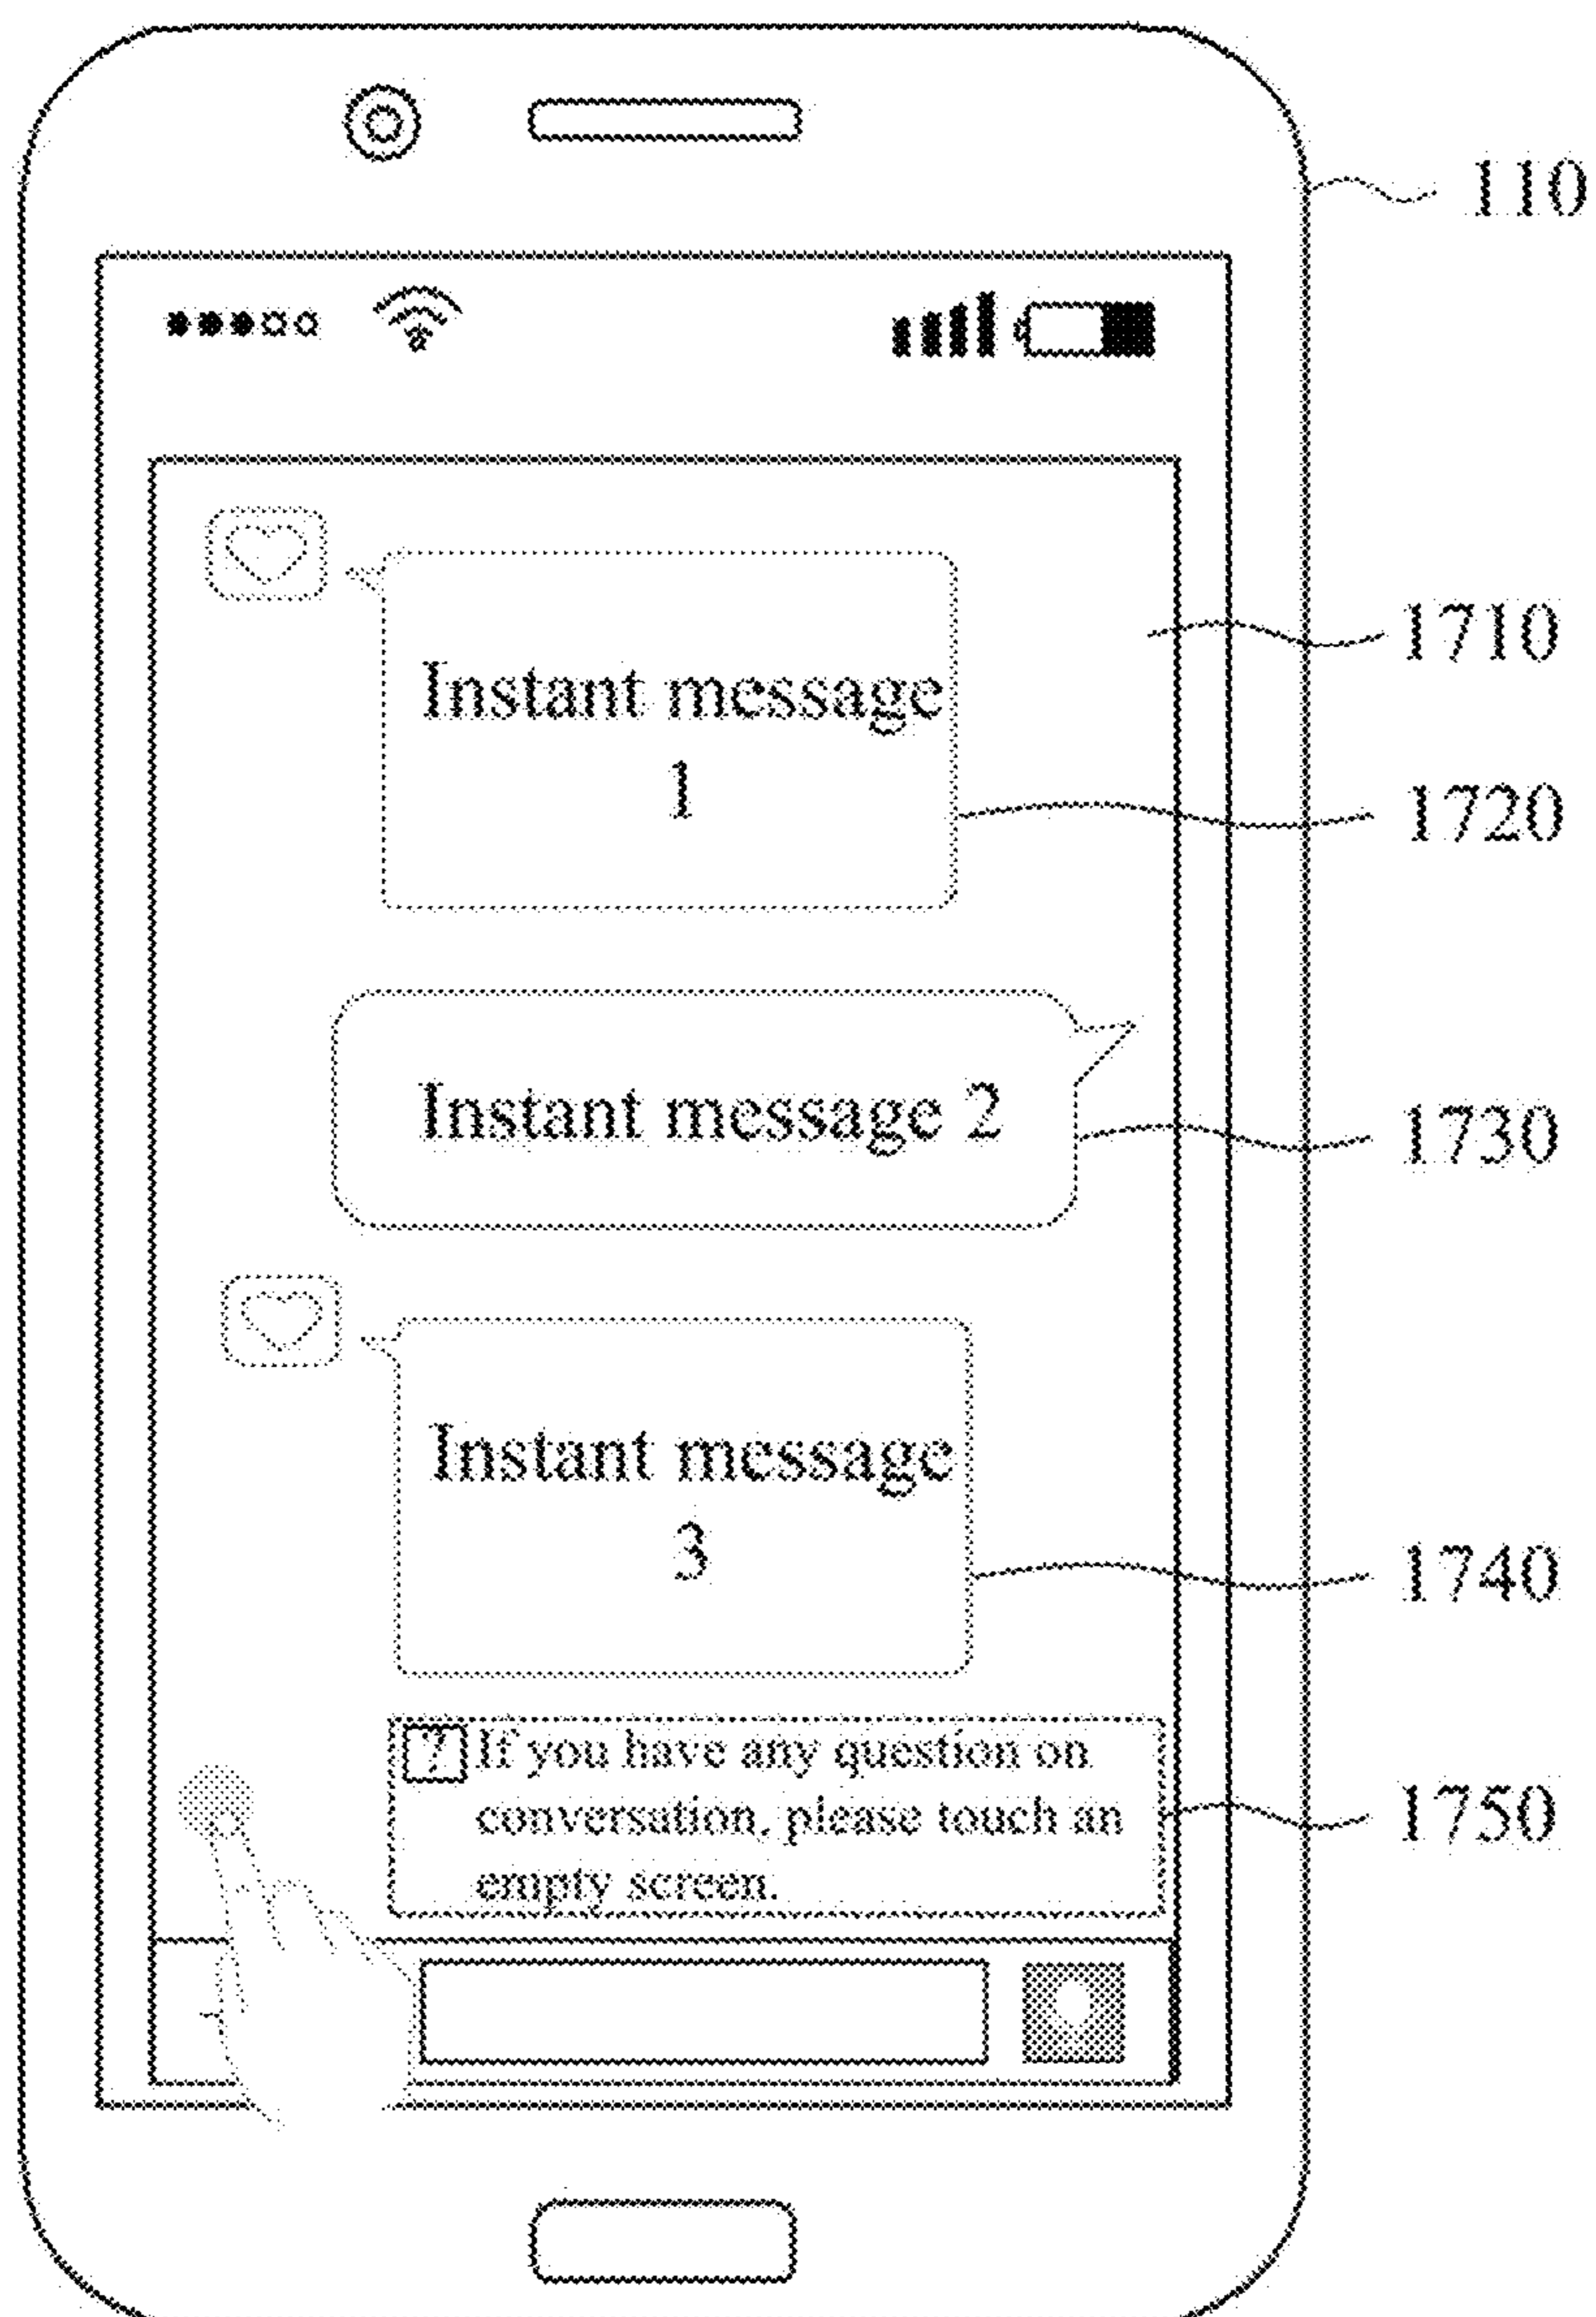 110
1710
Instant message
1
1720
Instant message 2
1730
Instant message
3
1740
? If you have any question on
conversation, please touch an
empty screen.
1750